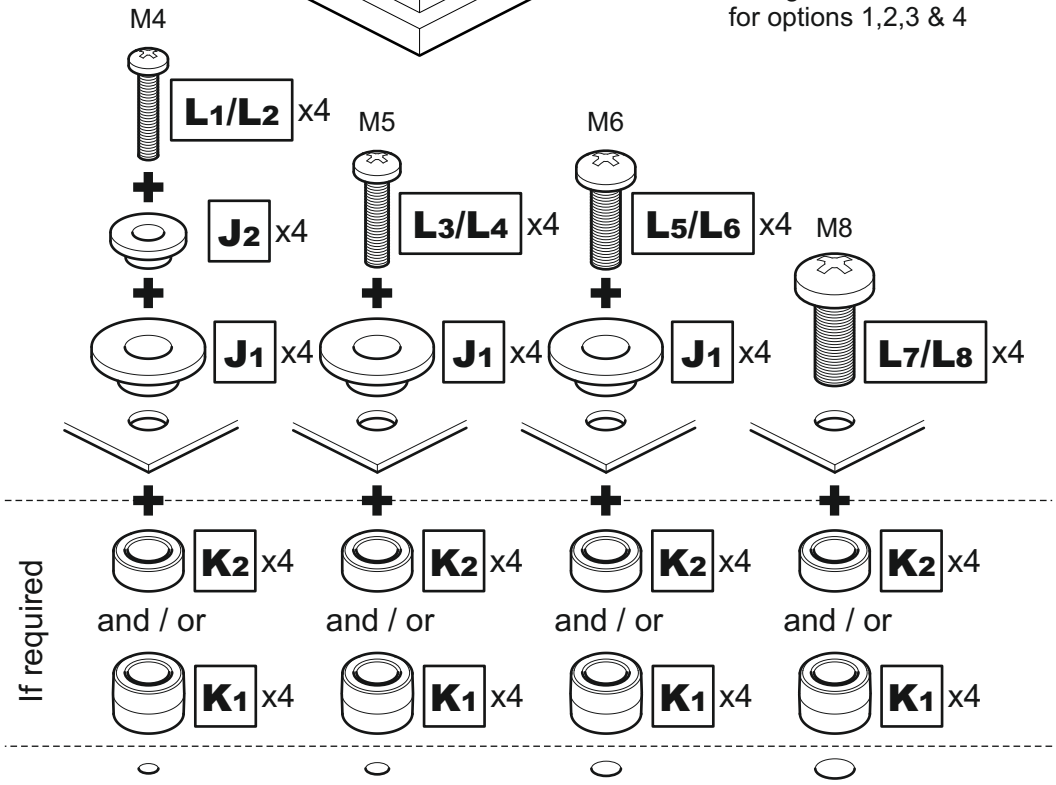 for options 1,2,3 & 4
M4
L1/L2 x4
M5
M6
J2 x4
L3/L4 x4
L5/L6 x4
M8
J1 x4
J1 x4
J1 x4
L7/L8 x4
If required
K2 x4
K2 x4
K2 x4
K2 x4
and / or
and / or
and / or
and / or
K1 x4
K1 x4
K1 x4
K1 x4